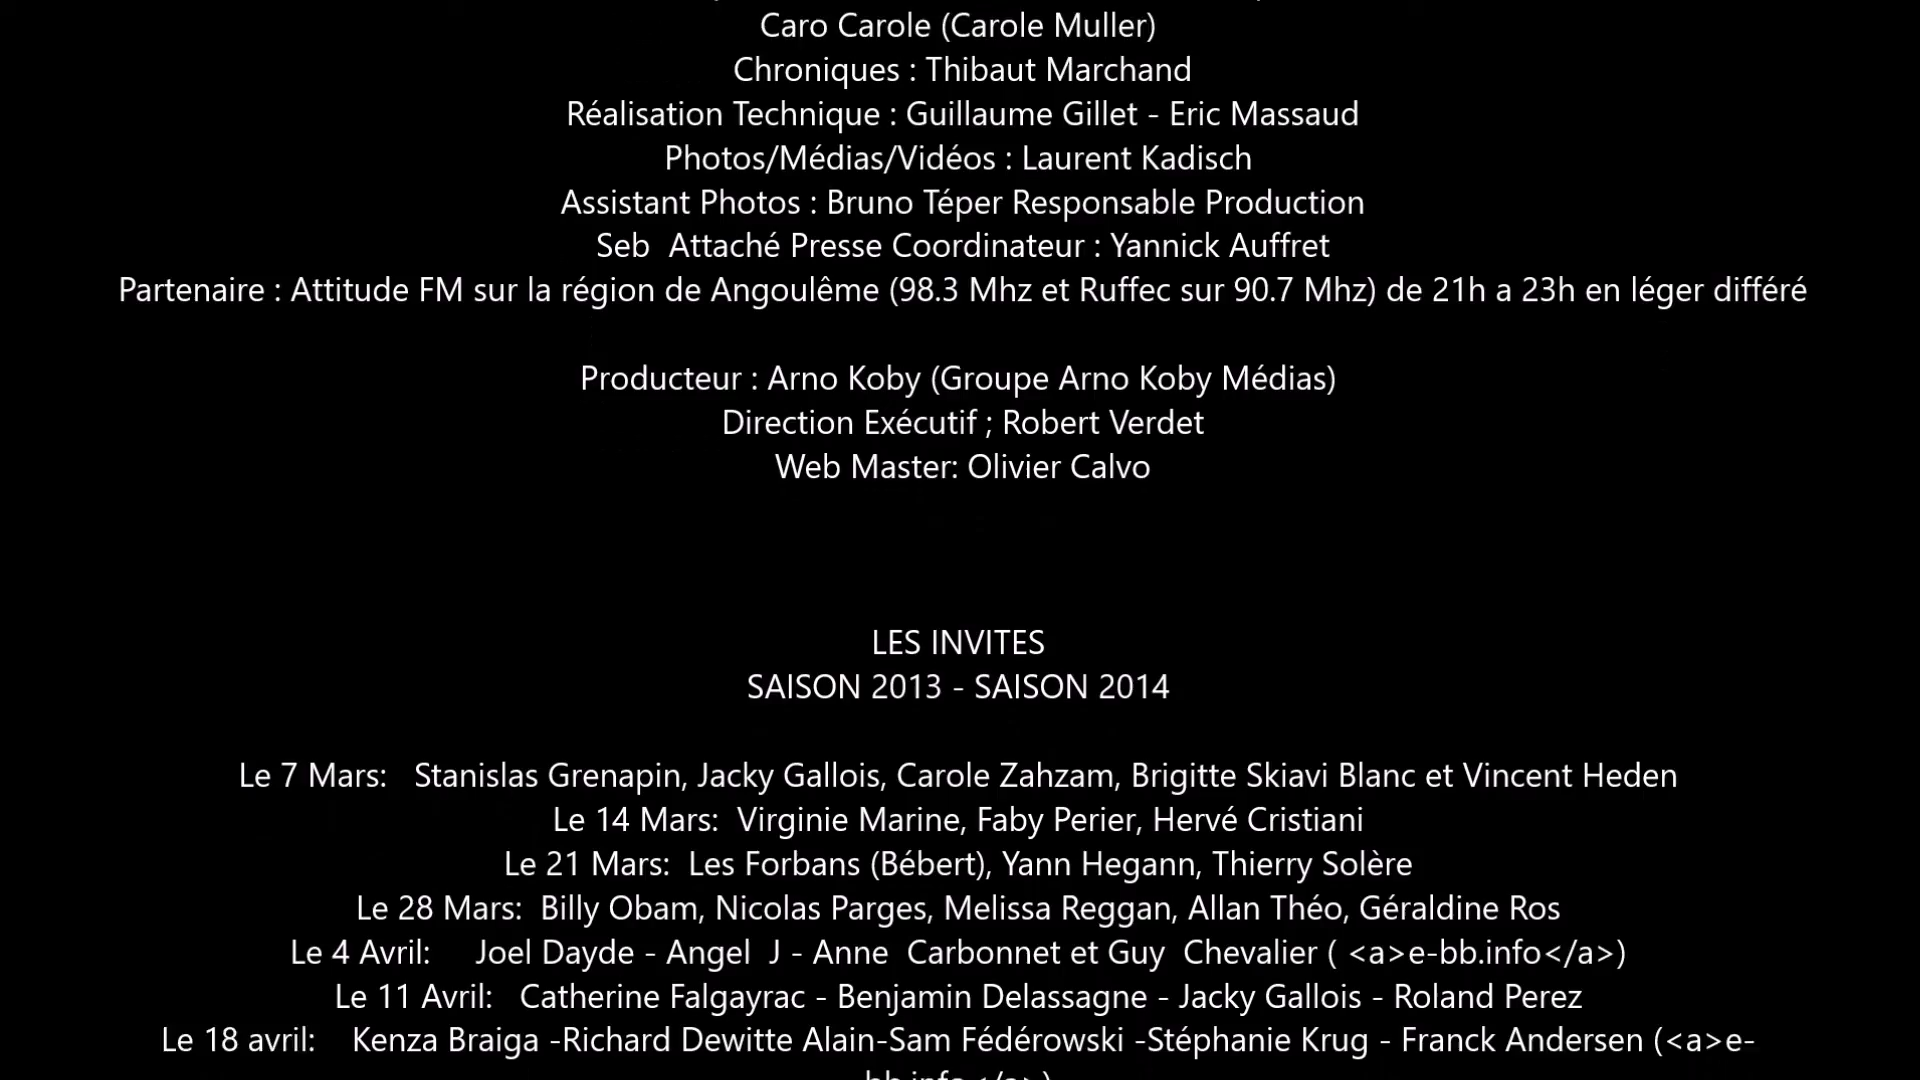 Caro Carole (Carole Muller)
Chroniques : Thibaut Marchand
Réalisation Technique : Guillaume Gillet - Eric Massaud
Photos/Médias/Vidéos : Laurent Kadisch
Assistant Photos : Bruno Téper Responsable Production
Seb  Attaché Presse Coordinateur : Yannick Auffret
Partenaire : Attitude FM sur la région de Angoulême (98.3 Mhz et Ruffec sur 90.7 Mhz) de 21h a 23h en léger différé
Producteur : Arno Koby (Groupe Arno Koby Médias)
Direction Exécutif ; Robert Verdet
Web Master: Olivier Calvo
LES INVITES
SAISON 2013 - SAISON 2014
Le 7 Mars:   Stanislas Grenapin, Jacky Gallois, Carole Zahzam, Brigitte Skiavi Blanc et Vincent Heden
Le 14 Mars:  Virginie Marine, Faby Perier, Hervé Cristiani
Le 21 Mars:  Les Forbans (Bébert), Yann Hegann, Thierry Solère
Le 28 Mars:  Billy Obam, Nicolas Parges, Melissa Reggan, Allan Théo, Géraldine Ros
Le 4 Avril:     Joel Dayde - Angel  J - Anne  Carbonnet et Guy  Chevalier ( <a>e-bb.info</a>)
Le 11 Avril:   Catherine Falgayrac - Benjamin Delassagne - Jacky Gallois - Roland Perez
Le 18 avril:    Kenza Braiga -Richard Dewitte Alain-Sam Fédérowski -Stéphanie Krug - Franck Andersen (<a>e-
bb.info</a>)